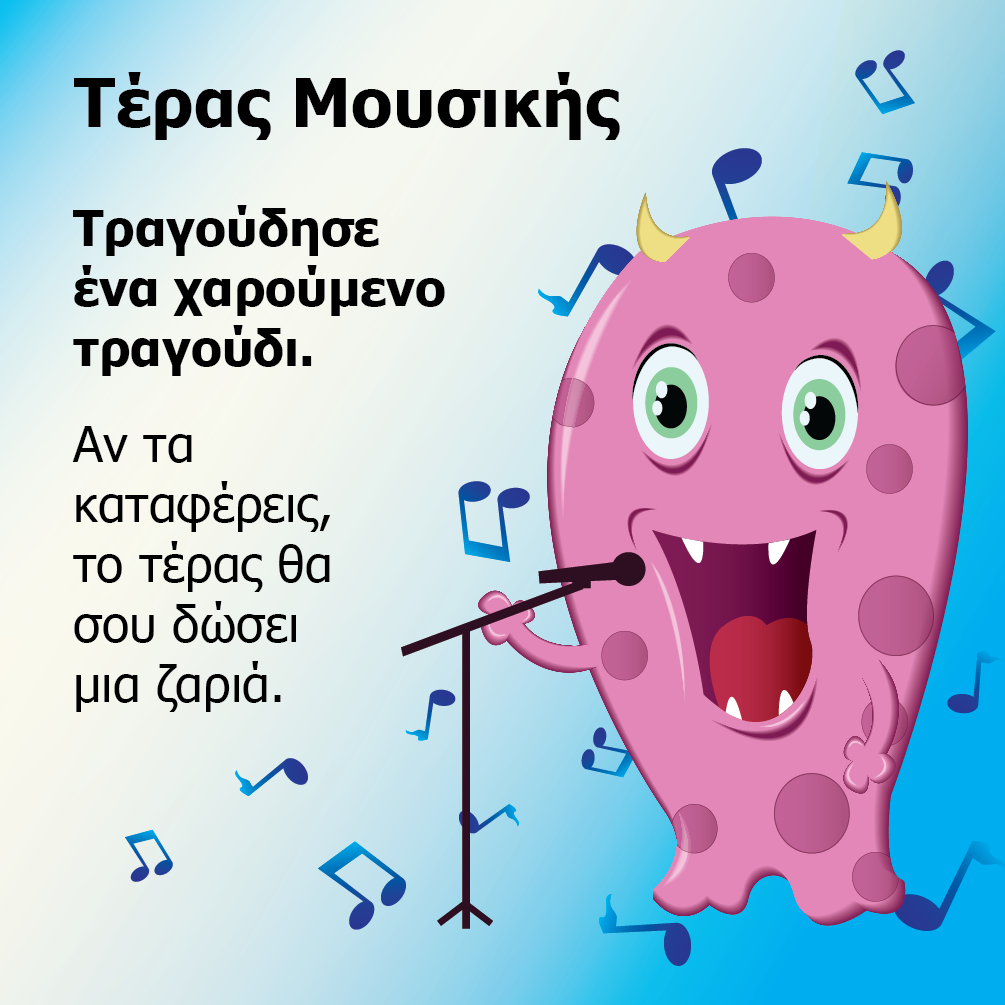 Τέρας Μουσικής
Τραγούδησε
ένα χαρούμενο
τραγούδι.
Αν τα
καταφέρεις,
το τέρας θα
σου δώσει
μια ζαριά.